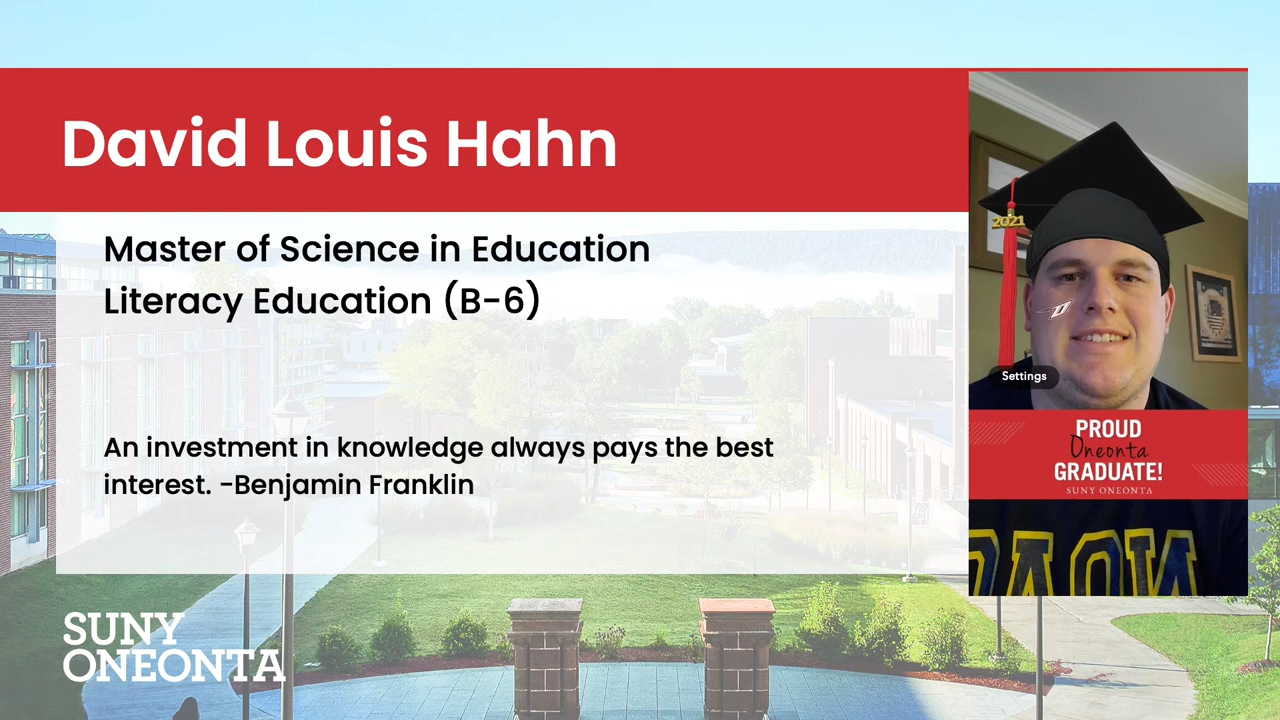 David Louis Hahn
Master of Science in Education
Literacy Education (B-6)
An investment in knowledge always pays the best
interest. -Benjamin Franklin
SUNY
ONEONTA
2021
Settings
PROUD
Oneonta
GRADUATE!
SUNY ONEONTA